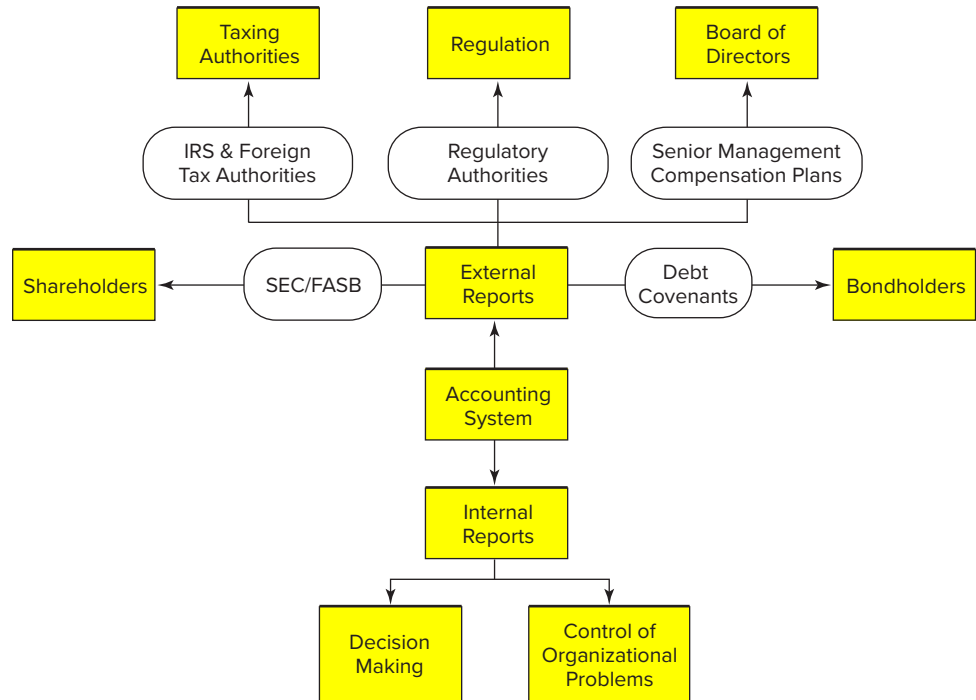 Taxing
Authorities
Regulation
Board of
Directors
IRS & Foreign
Tax Authorities
Regulatory
Authorities
Senior Management
Compensation Plans
Shareholders
SEC/FASB
External
Reports
Debt
Covenants
Bondholders
Accounting
System
Internal
Reports
Decision
Making
Control of
Organizational
Problems